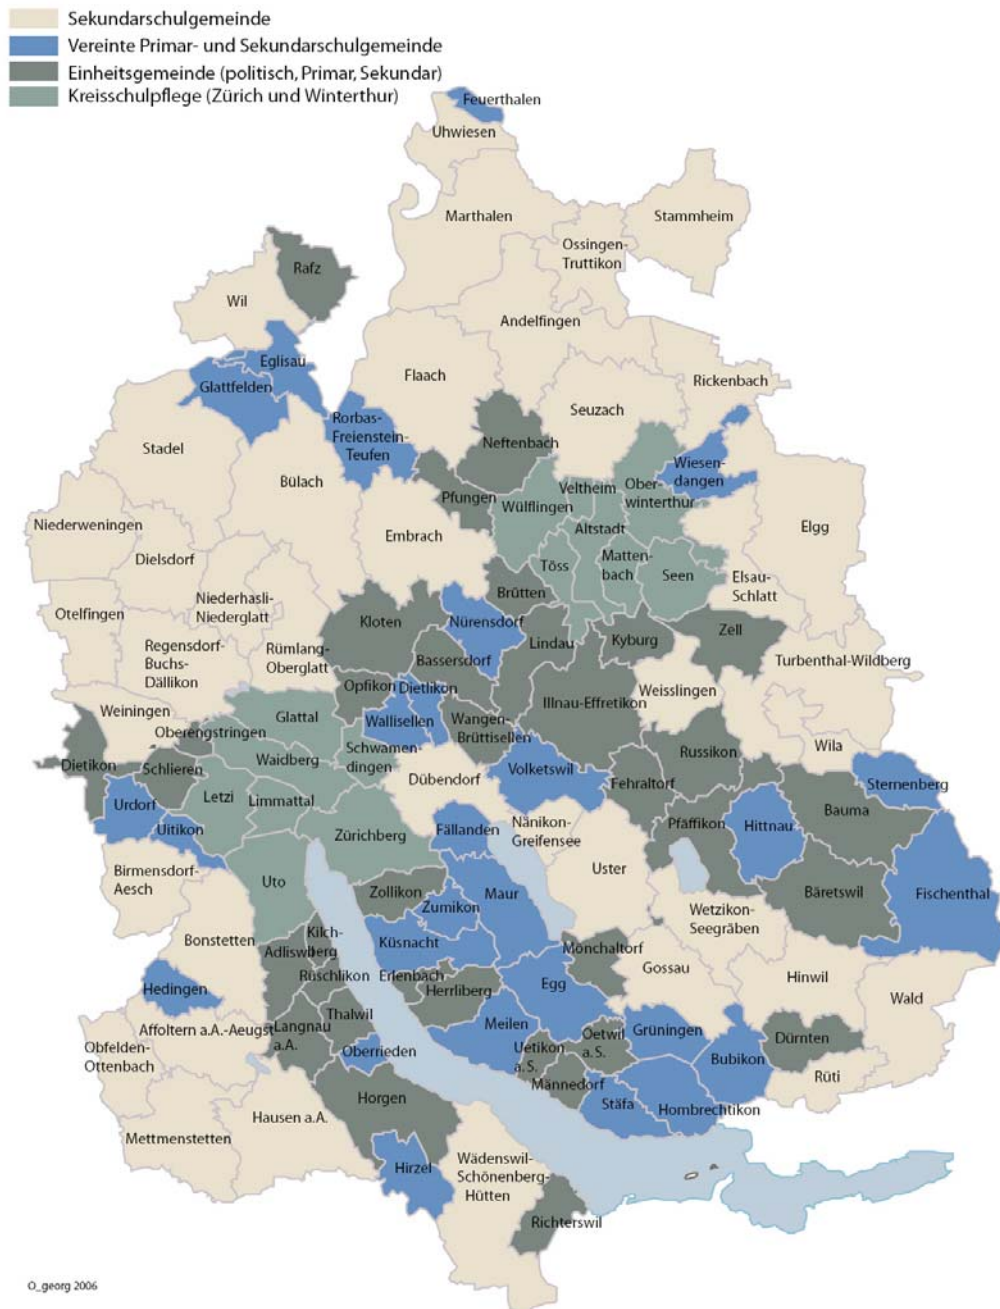 Sekundarschulgemeinde
Vereinte Primar- und Sekundarschulgemeinde
Einheitsgemeinde (politisch, Primar, Sekundar)
Kreisschulpflege (Zürich und Winterthur)
Feuerthalen
Uhwiesen
Marthalen
Stammheim
Ossingen-
Truttikon
Rafz
Wil
Andelfingen
Eglisau
Glattfelden
Flaach
Rickenbach
Seuzach
Rorbas-
Freienstein-
Teufen
Stadel
Neftenbach
Bülach
Wiesen-
dangen
Pfungen
Veltheim
Ober-
winterthur
Wülflingen
Niederweningen
Altstadt
Elgg
Embrach
Dielsdorf
Töss
Matten-
bach
Seen
Elsau-
Schlatt
Brütten
Niederhasli-
Niederglatt
Otelfingen
Kloten
Nürensdorf
Zell
Lindau
Kyburg
Regensdorf-
Buchs-
Dällikon
Rümlang-
Oberglatt
Bassersdorf
Turbenthal-Wildberg
Opfikon
Dietlikon
Weisslingen
Illnau-Effretikon
Weiningen
Glattal
Wallisellen
Wangen-
Brüttisellen
Oberengstringen
Schwamen-
dingen
Russikon
Wila
Dietikon
Schlieren
Waidberg
Dübendorf
Volketswil
Fehraltorf
Sternenberg
Urdorf
Letzi
Limmattal
Bauma
Uitikon
Zürichberg
Fällanden
Nänikon-
Greifensee
Pfäffikon
Hittnau
Birmensdorf-
Aesch
Uster
Uto
Zollikon
Maur
Bäretswil
Fischenthal
Zumikon
Wetzikon-
Seegräben
Bonstetten
Kilch-
berg
Küsnacht
Mönchaltorf
Adliswil
Rüschlikon
Erlenbach
Gossau
Hinwil
Hedingen
Herrliberg
Egg
Wald
Thalwil
Affoltern a.A.-Aeugst
Langnau
a.A.
Meilen
Oetwil
a. S.
Grüningen
Dürnten
Obfelden-
Ottenbach
Oberrieden
Uetikon
a. S.
Bubikon
Männedorf
Rüti
Horgen
Stäfa
Hombrechtikon
Hausen a.A.
Mettmenstetten
Hirzel
Wädenswil-
Schönenberg-
Hütten
Richterswil
O_georg 2006